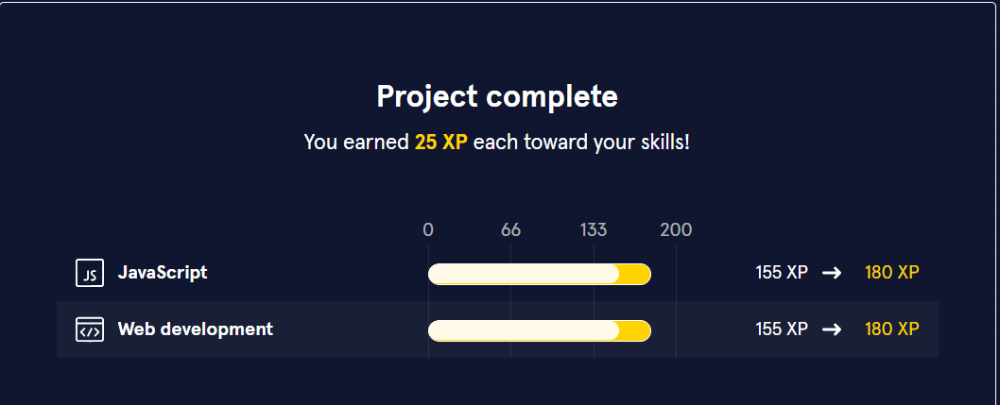 Project complete
You earned 25 XP each toward your skills!
0 66 133 200
JS JavaScript 155 XP → 180 XP
</> Web development 155 XP → 180 XP